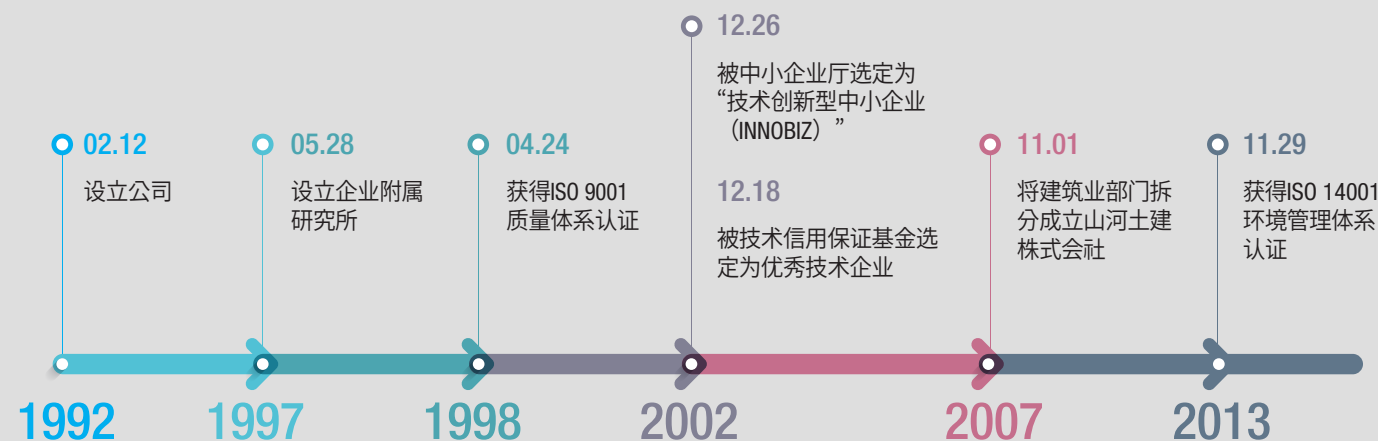 02.12
设立公司
1992
05.28
设立企业附属
研究所
1997
04.24
获得ISO 9001
质量体系认证
1998
12.26
被中小企业厅选定为
“技术创新型中小企业
（INNOBIZ）”
12.18
被技术信用保证基金选
定为优秀技术企业
2002
11.01
将建筑业部门拆
分成立山河土建
株式会社
2007
11.29
获得ISO 14001
环境管理体系
认证
2013